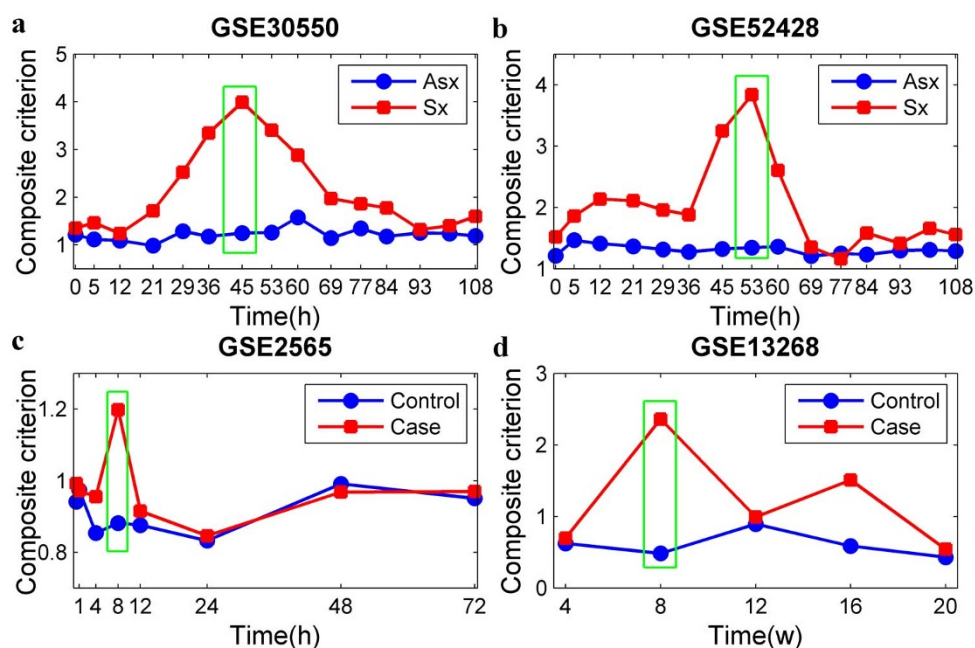 a
GSE30550
Composite criterion
5
4
3
2
1
Asx
Sx
0 5 12 21 29 36 45 53 60 69 77 84 93 108
Time(h)
b
GSE52428
Composite criterion
4
3
2
1
Asx
Sx
0 5 12 21 29 36 45 53 60 69 77 84 93 108
Time(h)
c
GSE2565
Composite criterion
1.2
1
0.8
Control
Case
1 4 8 12 24 48 72
Time(h)
d
GSE13268
Composite criterion
3
2
1
0
Control
Case
4 8 12 16 20
Time(w)